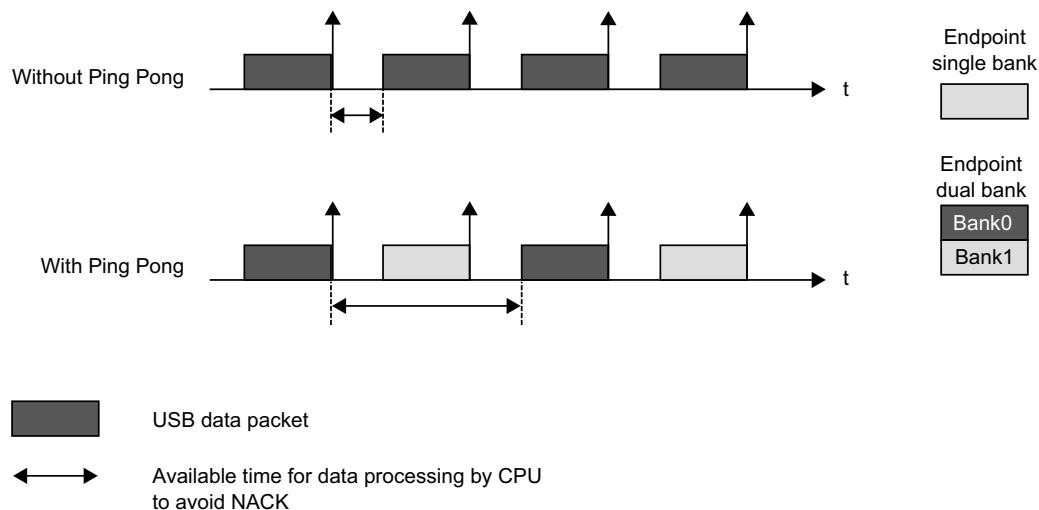 Without Ping Pong
t
Endpoint
single bank
Endpoint
dual bank
Bank0
Bank1
With Ping Pong
t
USB data packet
Available time for data processing by CPU
to avoid NACK